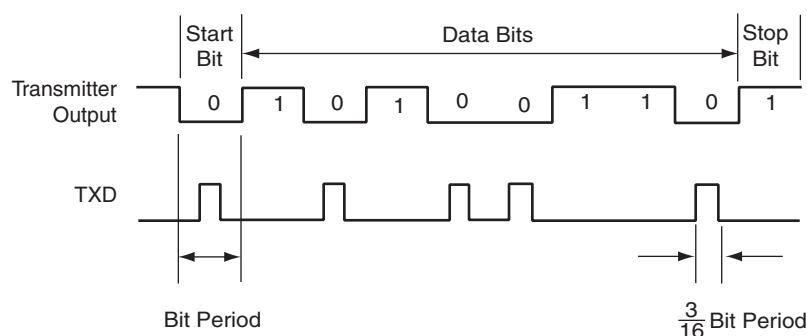 Start
Bit
Data Bits
Stop
Bit
Transmitter
Output
0 1 0 1 0 0 1 1 0 1
TXD
Bit Period
3/16 Bit Period